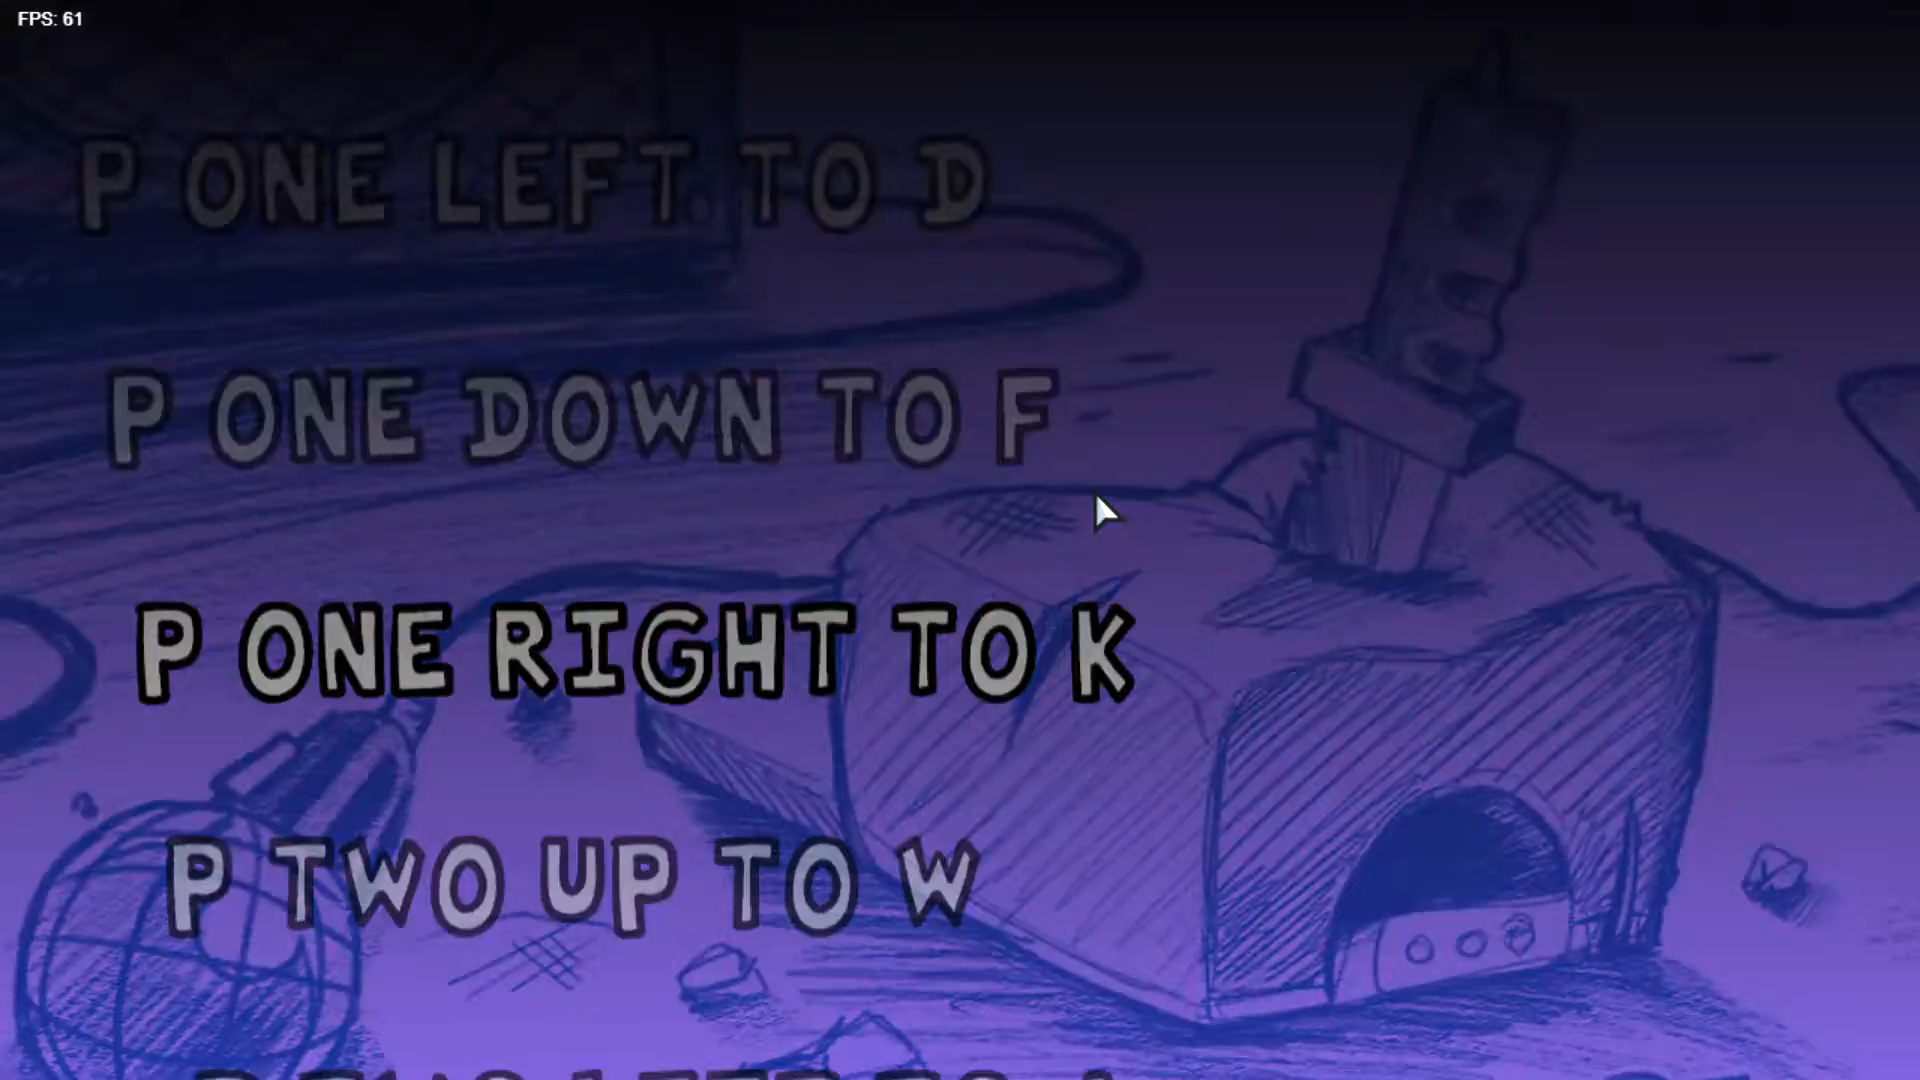 FPS: 61
P ONE LEFT TO D
P ONE DOWN TO F
P ONE RIGHT TO K
P TWO UP TO W